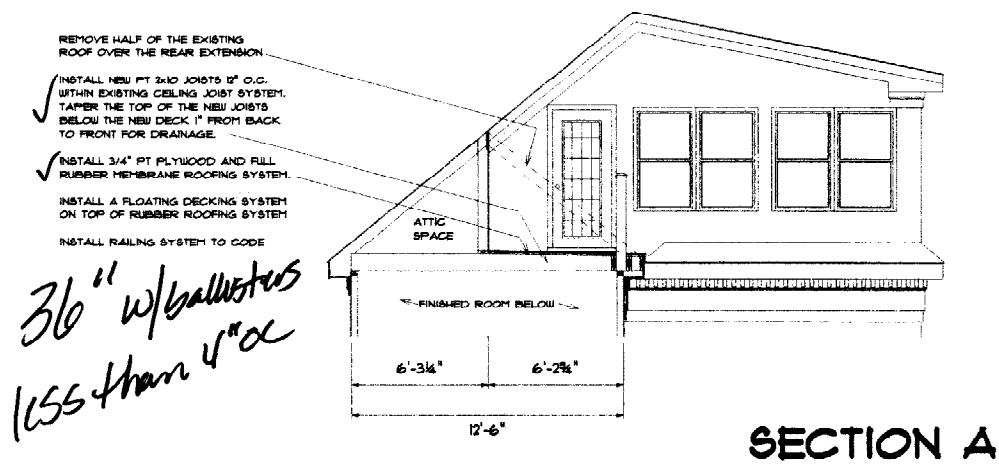 REMOVE HALF OF THE EXISTING
ROOF OVER THE REAR EXTENSION
INSTALL NEW PT 2x10 JOISTS 12" O.C.
WITHIN EXISTING CEILING JOIST SYSTEM.
TAPER THE TOP OF THE NEW JOISTS
BELOW THE NEW DECK 1" FROM BACK
TO FRONT FOR DRAINAGE.
INSTALL 3/4" PT PLYWOOD AND FULL
RUBBER MEMBRANE ROOFING SYSTEM.
INSTALL A FLOATING DECKING SYSTEM
ON TOP OF RUBBER ROOFING SYSTEM
INSTALL RAILING SYSTEM TO CODE
36" w/ballisters
less than 4" oc
ATTIC
SPACE
FINISHED ROOM BELOW
6'-3¼"
6'-2¾"
12'-6"
SECTION A